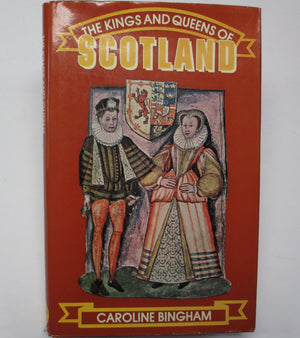 THE KINGS AND QUEENS OF
SCOTLAND
CAROLINE BINGHAM